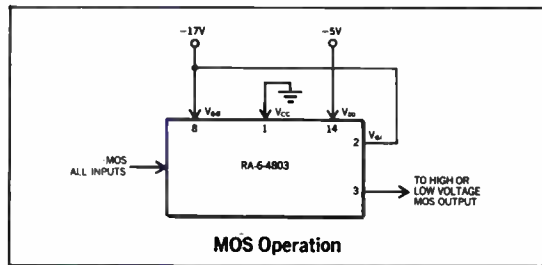 -17V -5V
VGG VCC VDD
8 1 14
2
MOS
ALL INPUTS
RA-6-4803
3
TO HIGH OR
LOW VOLTAGE
MOS OUTPUT
MOS Operation